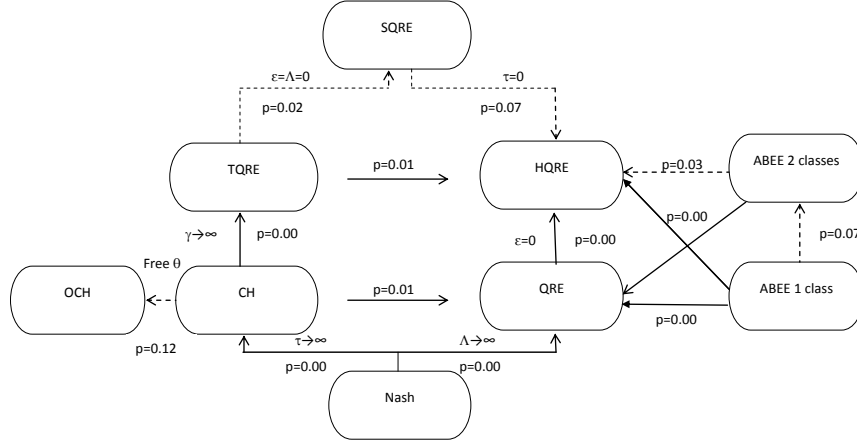 SQRE
ε=Λ=0
τ=0
p=0.02
p=0.07
TQRE
p=0.01
HQRE
p=0.03
ABEE 2 classes
γ→∞
p=0.00
ε=0
p=0.00
p=0.00
p=0.07
Free θ
OCH
CH
p=0.01
QRE
ABEE 1 class
p=0.00
p=0.12
τ→∞
Λ→∞
p=0.00
p=0.00
Nash